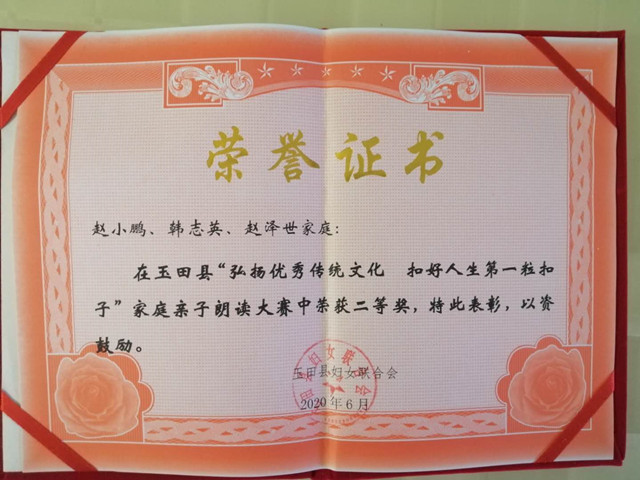 荣誉证书
赵小鹏、韩志英、赵泽世家庭：
在玉田县“弘扬优秀传统文化 扣好人生第一粒扣
子”家庭亲子朗读大赛中荣获二等奖，特此表彰，以资
鼓励。
玉田县妇女联合会
2020年6月